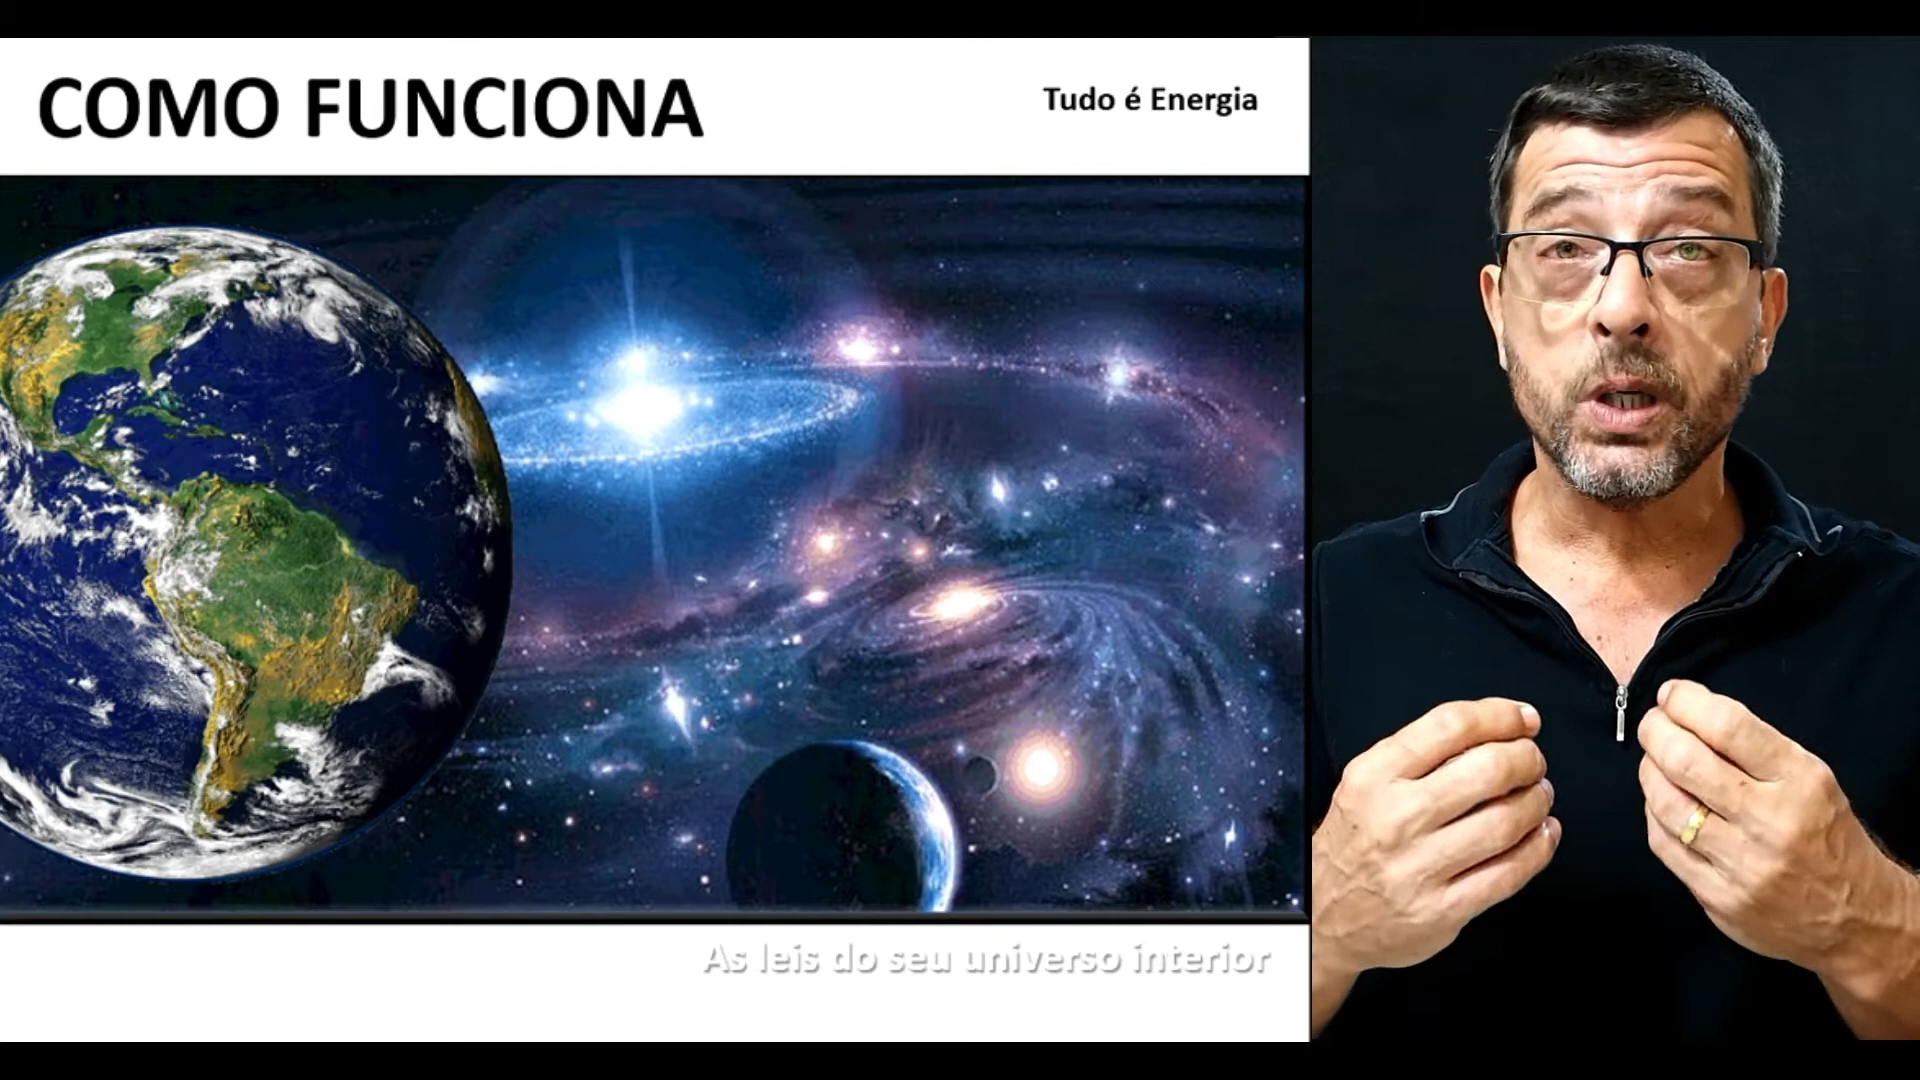 COMO FUNCIONA
Tudo é Energia
As leis do seu universo interior